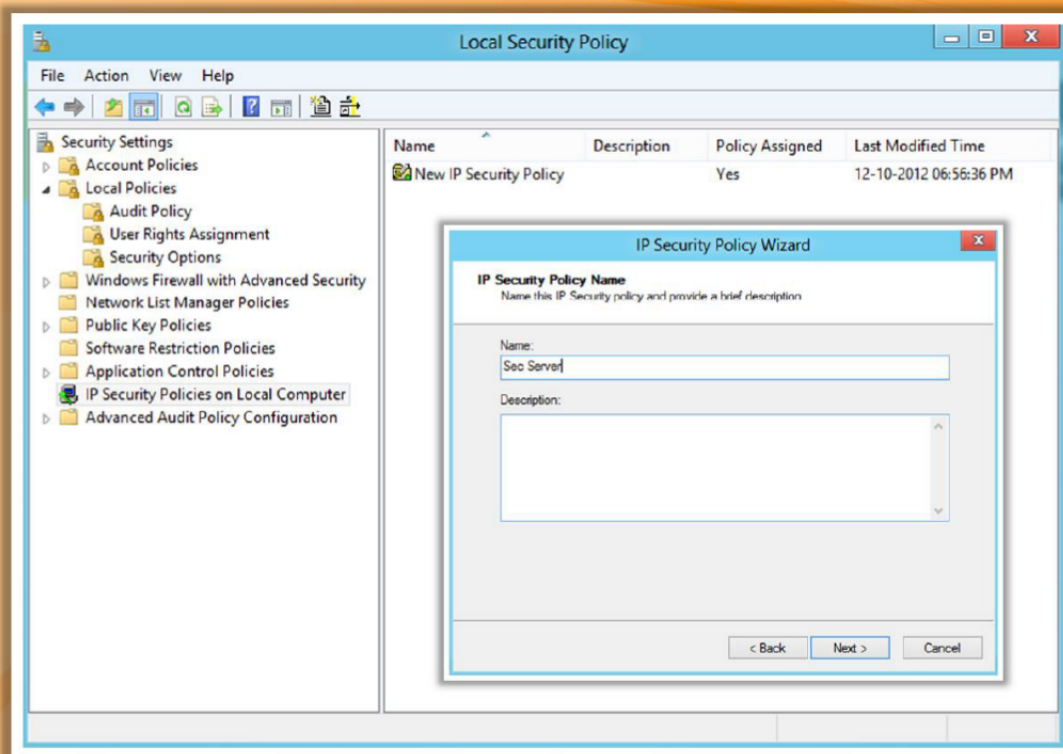 Local Security Policy
File Action View Help
Security Settings
Account Policies
Local Policies
Audit Policy
User Rights Assignment
Security Options
Windows Firewall with Advanced Security
Network List Manager Policies
Public Key Policies
Software Restriction Policies
Application Control Policies
IP Security Policies on Local Computer
Advanced Audit Policy Configuration
Name Description Policy Assigned Last Modified Time
New IP Security Policy Yes 12-10-2012 06:56:36 PM
IP Security Policy Wizard
IP Security Policy Name
Name this IP Security policy and provide a brief description
Name:
Sec Server
Description:
< Back Next > Cancel